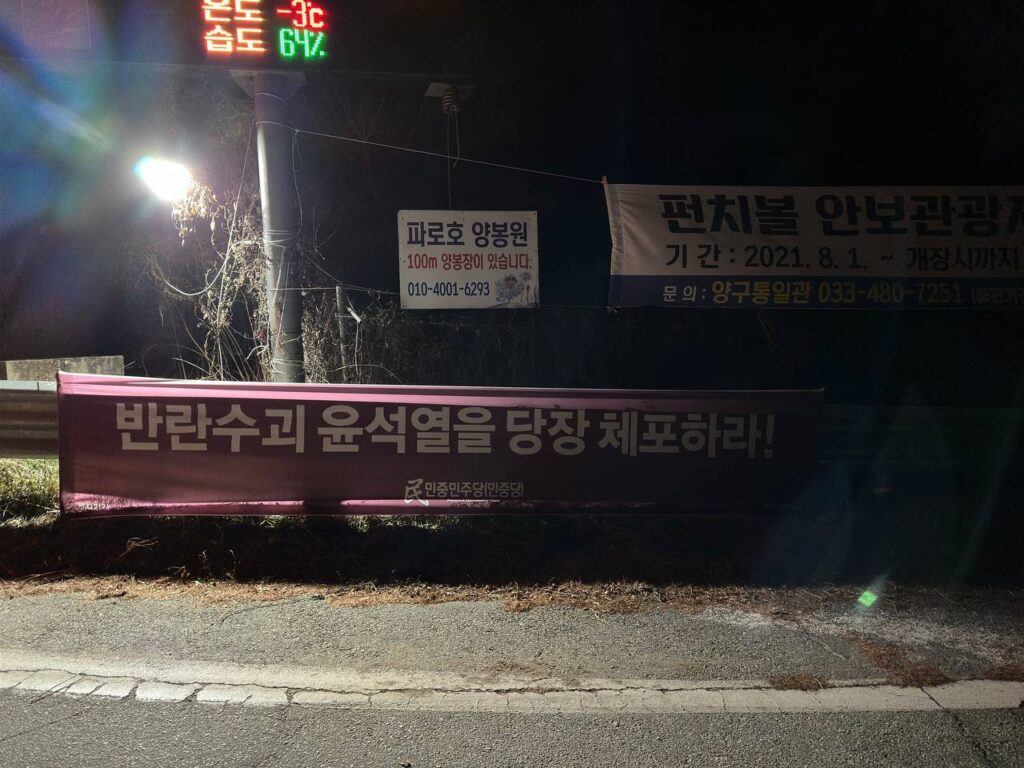 온도 -3℃
습도 64%
파로호 양봉원
100m 양봉장이 있습니다.
010-4001-6293
펀치볼 안보관광지
기 간 : 2021. 8. 1. ~ 개장시까지
문 의 : 양구통일관 033-480-7251
반란수괴 윤석열을 당장 체포하라!
民 민중민주당(민중당)